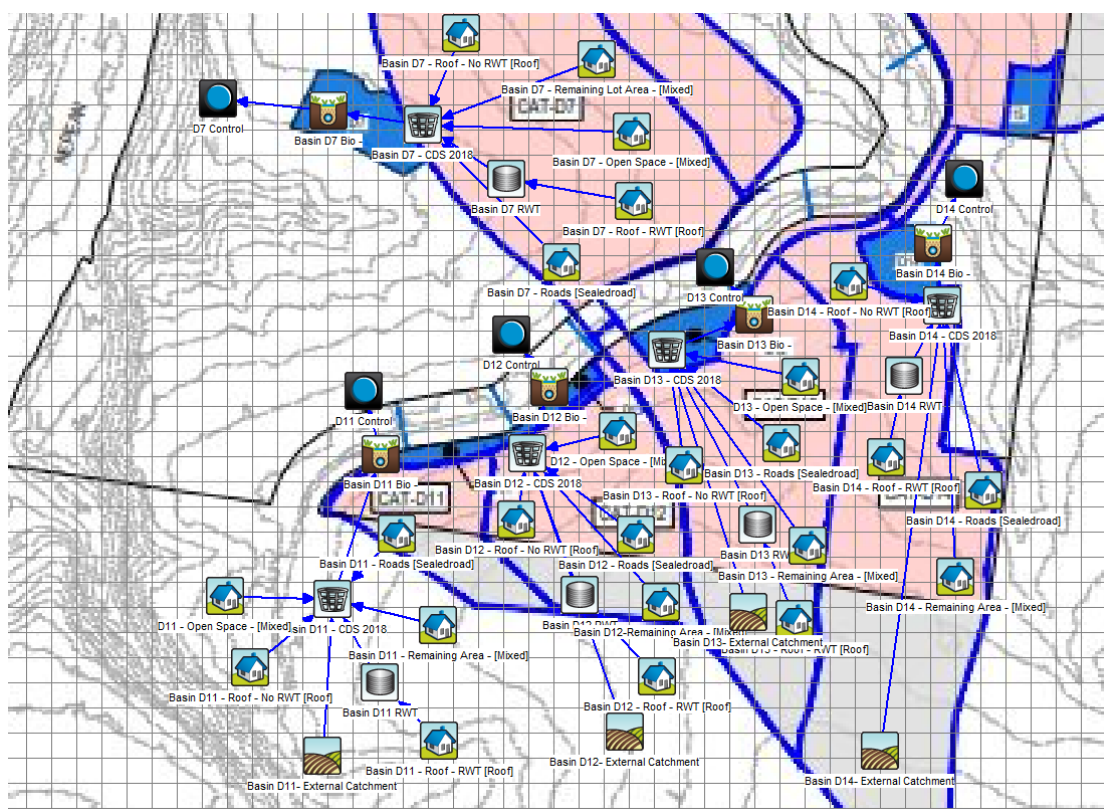 Basin D7 - Roof - No RWT [Roof]
Basin D7 - Remaining Lot Area - [Mixed]
CAT-D7
D7 Control
Basin D7 Bio -
Basin D7 - CDS 2018
Basin D7 - Open Space - [Mixed]
Basin D7 RWT
Basin D7 - Roof - RWT [Roof]
D14 Control
Basin D14 Bio -
Basin D7 - Roads [Sealedroad]
D13 Control
Basin D14 - Roof - No RWT [Roof]
Basin D14 - CDS 2018
Basin D13 Bio -
D12 Control
Basin D13 - CDS 2018
Basin D14 RWT
D13 - Open Space - [Mixed]
D11 Control
Basin D12 Bio -
D12 - Open Space - [Mi
Basin D13 - Roads [Sealedroad]
Basin D11 Bio -
Basin D12 - CDS 2018
Basin D14 - Roof - RWT [Roof]
CAT-D11
Basin D13 - Roof - No RWT [Roof]
CAT-D12
Basin D14 - Roads [Sealedroad]
Basin D12 - Roof - No RWT [Roof]
Basin D13 RW
Basin D11 - Roads [Sealedroad]
Basin D12 - Roads [Sealedroad]
Basin D13 - Remaining Area - [Mixed]
Basin D14 - Remaining Area - [Mixed]
D11 - Open Space - [Mixed]
sin D11 - CDS 2018
Basin D12 RWT
D12-Remaining Area - [Mixe
Basin D13- External Catchment
D13 - Roof - RWT [Roof]
Basin D11 - Remaining Area - [Mixed]
Basin D11 - Roof - No RWT [Roof]
Basin D11 RWT
Basin D12 - Roof - RWT [Roof]
Basin D12- External Catchment
Basin D11 - Roof - RWT [Roof]
Basin D11- External Catchment
Basin D14- External Catchment